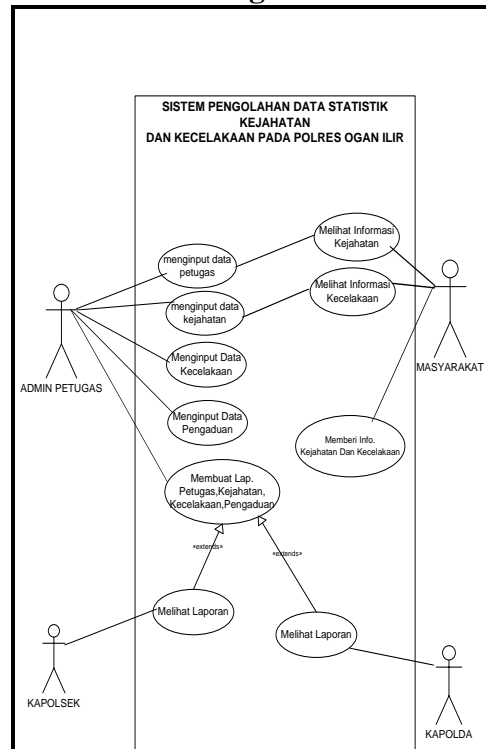 SISTEM PENGOLAHAN DATA STATISTIK
KEJAHATAN
DAN KECELAKAAN PADA POLRES OGAN ILIR
Melihat Informasi
Kejahatan
menginput data
petugas
Melihat Informasi
Kecelakaan
menginput data
kejahatan
ADMIN PETUGAS
MASYARAKAT
Menginput Data
Kecelakaan
Menginput Data
Pengaduan
Memberi Info.
Kejahatan Dan Kecelakaan
Membuat Lap.
Petugas,Kejahatan,
Kecelakaan,Pengaduan
«extends»
«extends»
Melihat Laporan
Melihat Laporan
KAPOLSEK
KAPOLDA